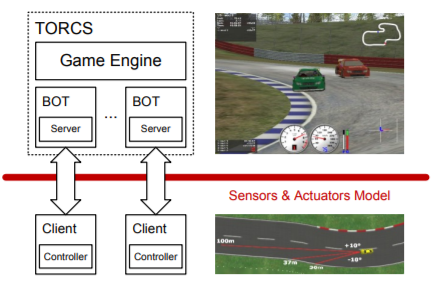 TORCS
Game Engine
BOT
...
BOT
Server
Server
Sensors & Actuators Model
Client
Client
Controller
Controller
100m
+10°
-10°
37m